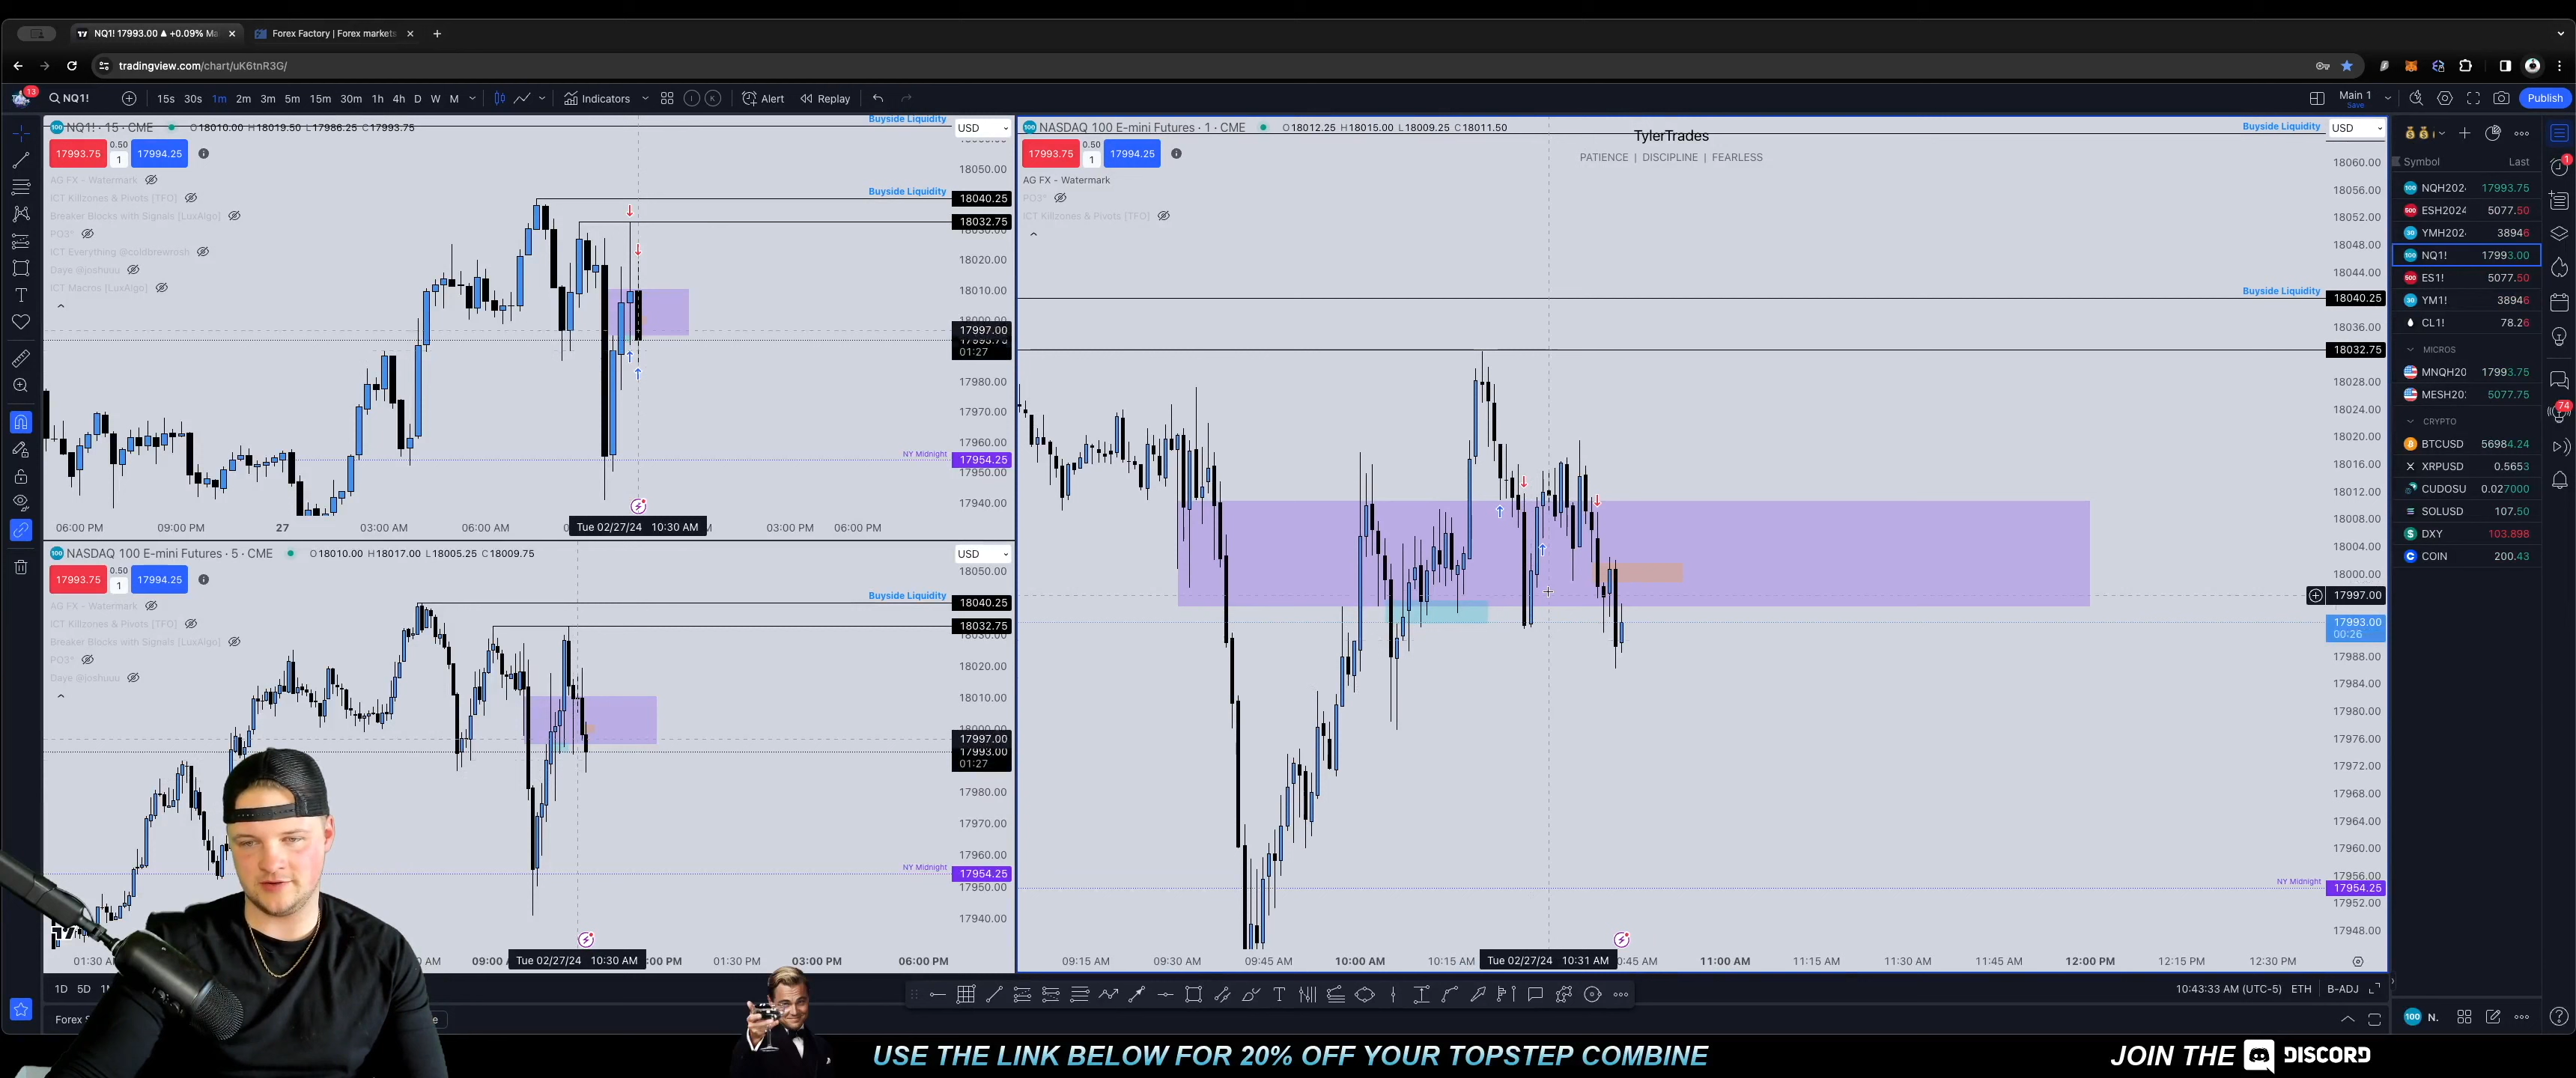 NQ1! 17993.00 ▲ +0.09% Ma
Forex Factory | Forex markets
tradingview.com/chart/uK6tnR3G/
13
NQ1!
15s 30s 1m 2m 3m 5m 15m 30m 1h 4h D W M
Indicators
Alert
Replay
Main 1
Save
Publish
NQ1! · 15 · CME
O18010.00 H18019.50 L17986.25 C17993.75
17993.75
0.50
1
17994.25
AG FX - Watermark
ICT Killzones & Pivots [TFO]
Breaker Blocks with Signals [LuxAlgo]
PO3°
ICT Everything @coldbrewrosh
Daye @joshuuu
ICT Macros [LuxAlgo]
Buyside Liquidity
USD
18050.00
Buyside Liquidity
18040.25
18032.75
18030.00
18020.00
18010.00
17997.00
17993.75
01:27
17980.00
17970.00
17960.00
NY Midnight
17954.25
17950.00
17940.00
06:00 PM 09:00 PM 27 03:00 AM 06:00 AM Tue 02/27/24 10:30 AM 03:00 PM 06:00 PM
NASDAQ 100 E-mini Futures · 5 · CME
O18010.00 H18017.00 L18005.25 C18009.75
USD
17993.75
0.50
1
17994.25
AG FX - Watermark
ICT Killzones & Pivots [TFO]
Breaker Blocks with Signals [LuxAlgo]
PO3°
Daye @joshuuu
18050.00
Buyside Liquidity
18040.25
18032.75
18030.00
18020.00
18010.00
18000.00
17997.00
17993.00
01:27
17980.00
17970.00
17960.00
NY Midnight
17954.25
17950.00
17940.00
09:00 Tue 02/27/24 10:30 AM 01:30 PM 03:00 PM 04:30 PM 06:00 PM
1D 5D
NASDAQ 100 E-mini Futures · 1 · CME
O18012.25 H18015.00 L18009.25 C18011.50
17993.75
0.50
1
17994.25
AG FX - Watermark
PO3°
ICT Killzones & Pivots [TFO]
TylerTrades
PATIENCE | DISCIPLINE | FEARLESS
Buyside Liquidity
USD
18060.00
18056.00
18052.00
18048.00
18044.00
Buyside Liquidity
18040.25
18036.00
18032.75
18028.00
18024.00
18020.00
18016.00
18012.00
18008.00
18004.00
18000.00
17997.00
17993.00
00:26
17988.00
17984.00
17980.00
17976.00
17972.00
17968.00
17964.00
17960.00
17956.00
NY Midnight
17954.25
17952.00
17948.00
09:15 AM 09:30 AM 09:45 AM 10:00 AM 10:15 AM Tue 02/27/24 10:31 AM 0:45 AM 11:00 AM 11:15 AM 11:30 AM 11:45 AM 12:00 PM 12:15 PM 12:30 PM
10:43:33 AM (UTC-5) ETH B-ADJ
Symbol Last
NQH202 17993.75
ESH2024 5077.50
YMH202 38946
NQ1! 17993.00
ES1! 5077.50
YM1! 38946
CL1! 78.26
MICROS
MNQH20 17993.75
MESH20 5077.75
CRYPTO
BTCUSD 56984.24
XRPUSD 0.5653
CUDOSU 0.027000
SOLUSD 107.50
DXY 103.898
COIN 200.43
N.
1
74
USE THE LINK BELOW FOR 20% OFF YOUR TOPSTEP COMBINE
JOIN THE DISCORD